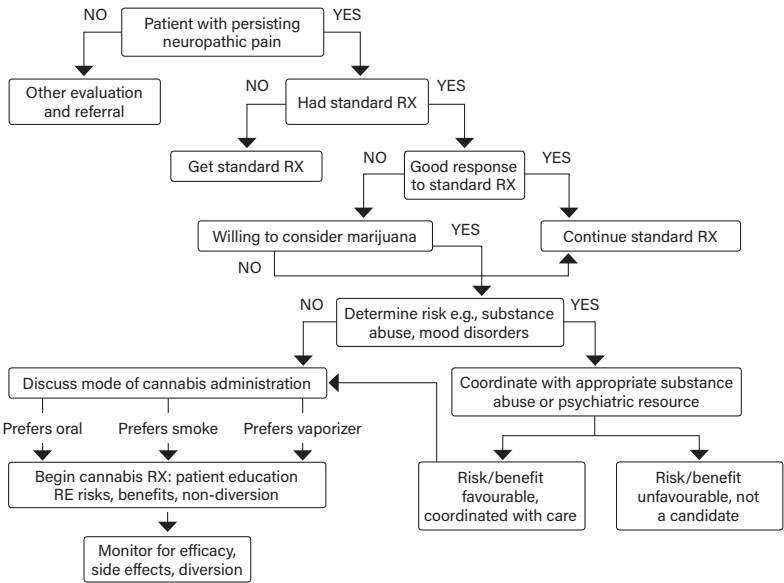 NO
Patient with persisting
neuropathic pain
YES
Other evaluation
and referral
NO
Had standard RX
YES
Get standard RX
NO
Good response
to standard RX
YES
Willing to consider marijuana
YES
Continue standard RX
NO
NO
Determine risk e.g., substance
abuse, mood disorders
YES
Discuss mode of cannabis administration
Coordinate with appropriate substance
abuse or psychiatric resource
Prefers oral
Prefers smoke
Prefers vaporizer
Begin cannabis RX: patient education
RE risks, benefits, non-diversion
Risk/benefit
favourable,
coordinated with care
Risk/benefit
unfavourable, not
a candidate
Monitor for efficacy,
side effects, diversion